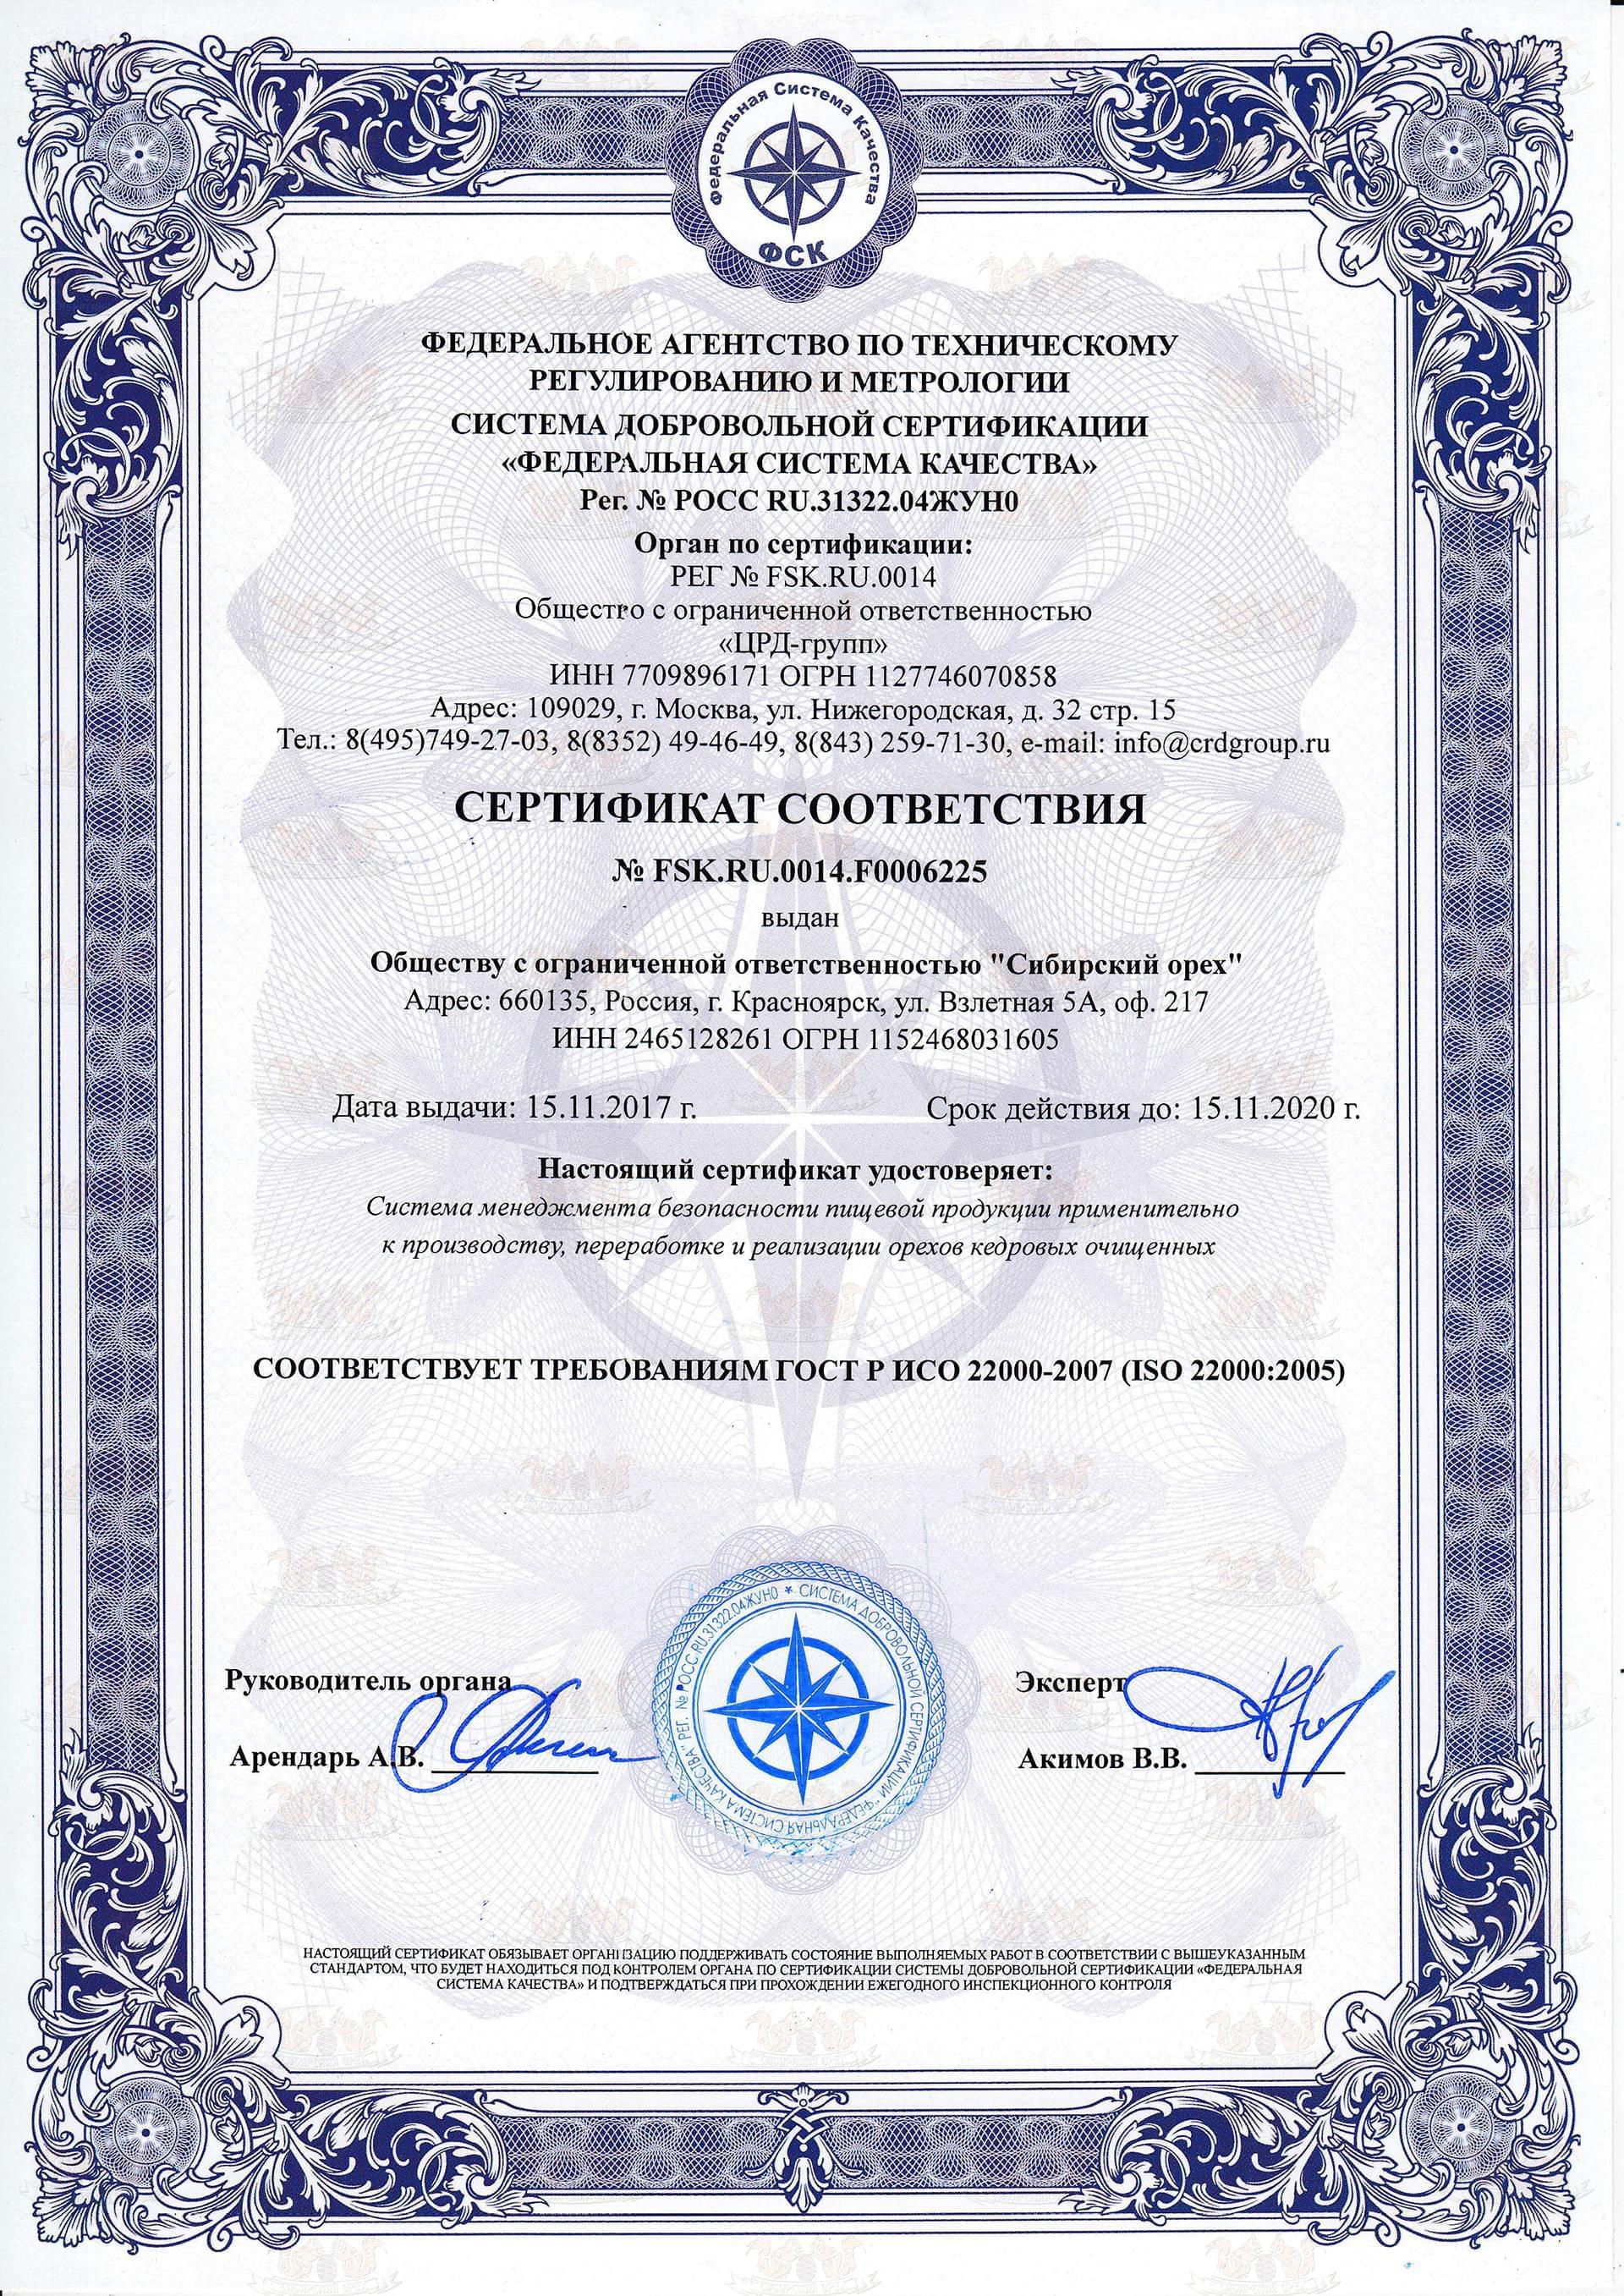 Федеральная Система Качества
ФСК
ФЕДЕРАЛЬНОЕ АГЕНТСТВО ПО ТЕХНИЧЕСКОМУ
РЕГУЛИРОВАНИЮ И МЕТРОЛОГИИ
СИСТЕМА ДОБРОВОЛЬНОЙ СЕРТИФИКАЦИИ
«ФЕДЕРАЛЬНАЯ СИСТЕМА КАЧЕСТВА»
Рег. № РОСС RU.31322.04ЖУН0
Орган по сертификации:
РЕГ № FSK.RU.0014
Общество с ограниченной ответственностью
«ЦРД-групп»
ИНН 7709896171 ОГРН 1127746070858
Адрес: 109029, г. Москва, ул. Нижегородская, д. 32 стр. 15
Тел.: 8(495)749-27-03, 8(8352) 49-46-49, 8(843) 259-71-30, e-mail: info@crdgroup.ru
СЕРТИФИКАТ СООТВЕТСТВИЯ
№ FSK.RU.0014.F0006225
выдан
Обществу с ограниченной ответственностью "Сибирский орех"
Адрес: 660135, Россия, г. Красноярск, ул. Взлетная 5А, оф. 217
ИНН 2465128261 ОГРН 1152468031605
Дата выдачи: 15.11.2017 г. Срок действия до: 15.11.2020 г.
Настоящий сертификат удостоверяет:
Система менеджмента безопасности пищевой продукции применительно
к производству, переработке и реализации орехов кедровых очищенных
СООТВЕТСТВУЕТ ТРЕБОВАНИЯМ ГОСТ Р ИСО 22000-2007 (ISO 22000:2005)
* СИСТЕМА ДОБРОВОЛЬНОЙ СЕРТИФИКАЦИИ "ФЕДЕРАЛЬНАЯ СИСТЕМА КАЧЕСТВА" РЕГ. № РОСС RU.31322.04ЖУН0
Руководитель органа Эксперт
Арендарь А.В. Акимов В.В.
НАСТОЯЩИЙ СЕРТИФИКАТ ОБЯЗЫВАЕТ ОРГАНИЗАЦИЮ ПОДДЕРЖИВАТЬ СОСТОЯНИЕ ВЫПОЛНЯЕМЫХ РАБОТ В СООТВЕТСТВИИ С ВЫШЕУКАЗАННЫМ
СТАНДАРТОМ, ЧТО БУДЕТ НАХОДИТЬСЯ ПОД КОНТРОЛЕМ ОРГАНА ПО СЕРТИФИКАЦИИ СИСТЕМЫ ДОБРОВОЛЬНОЙ СЕРТИФИКАЦИИ «ФЕДЕРАЛЬНАЯ
СИСТЕМА КАЧЕСТВА» И ПОДТВЕРЖДАТЬСЯ ПРИ ПРОХОЖДЕНИИ ЕЖЕГОДНОГО ИНСПЕКЦИОННОГО КОНТРОЛЯ